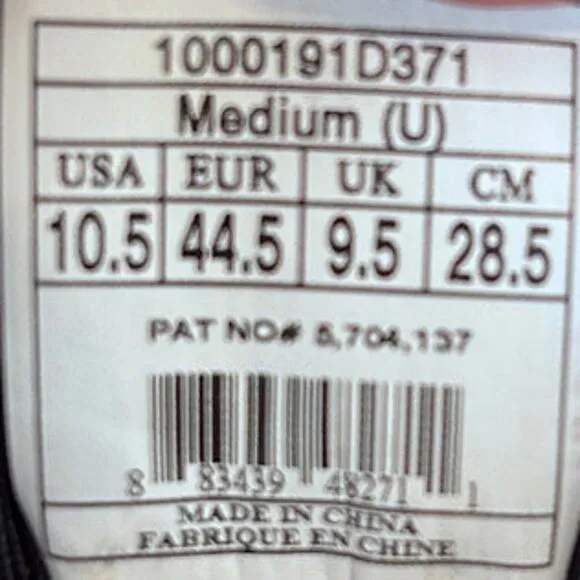 1000191D371
Medium (U)
USA EUR UK CM
10.5 44.5 9.5 28.5
PAT NO# 5,704,137
8 83439 48271 1
MADE IN CHINA
FABRIQUE EN CHINE